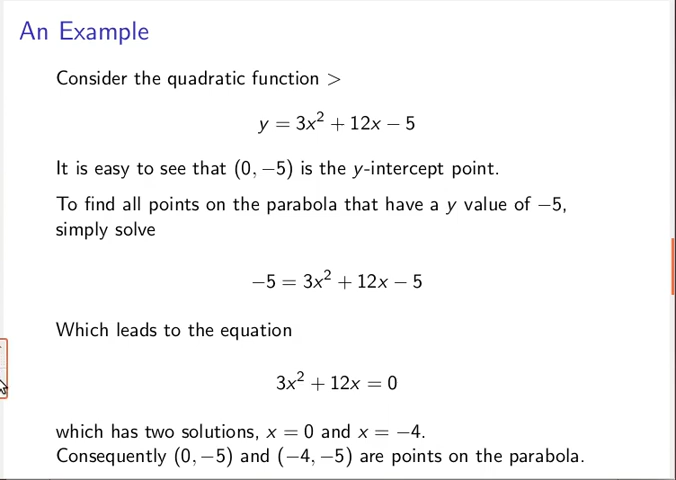 An Example
Consider the quadratic function >
y = 3x² + 12x − 5
It is easy to see that (0, −5) is the y-intercept point.
To find all points on the parabola that have a y value of −5,
simply solve
−5 = 3x² + 12x − 5
Which leads to the equation
3x² + 12x = 0
which has two solutions, x = 0 and x = −4.
Consequently (0, −5) and (−4, −5) are points on the parabola.